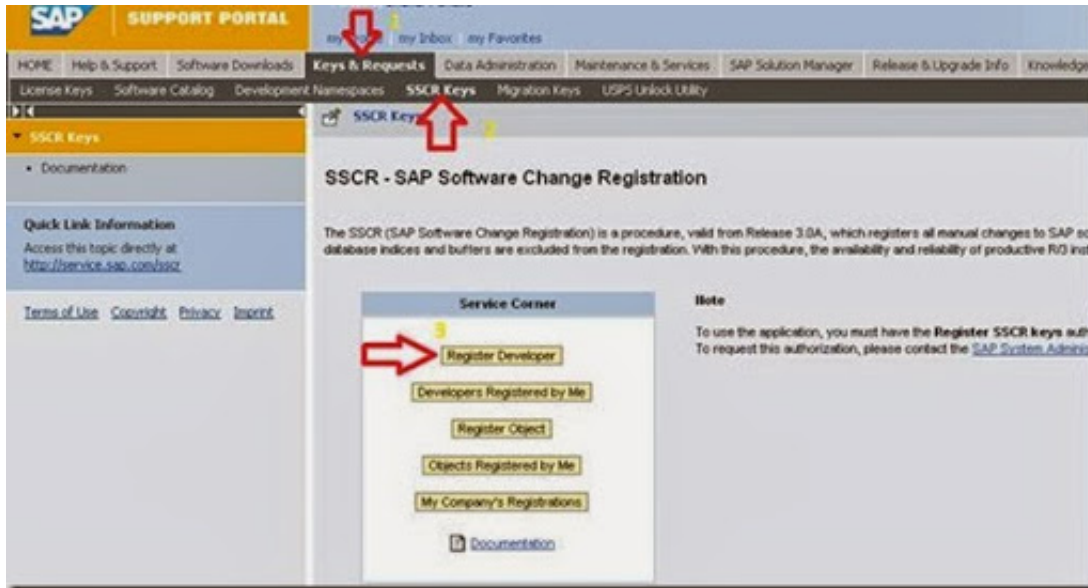 SAP
SUPPORT PORTAL
1
my Inbox my Favorites
HOME Help & Support Software Downloads Keys & Requests Data Administration Maintenance & Services SAP Solution Manager Release & Upgrade Info Knowledge
License Keys Software Catalog Development Namespaces SSCR Keys Migration Keys USPS Unlock Utility
SSCR Keys
2
SSCR Keys
Documentation
SSCR - SAP Software Change Registration
Quick Link Information
Access this topic directly at
http://service.sap.com/sscr
The SSCR (SAP Software Change Registration) is a procedure, valid from Release 3.0A, which registers all manual changes to SAP
database indices and buffers are excluded from the registration. With this procedure, the availability and reliability of productive R/3
Terms of Use Copyright Privacy Imprint
Service Corner
3
Register Developer
Developers Registered by Me
Register Object
Objects Registered by Me
My Company's Registrations
Documentation
Note
To use the application, you must have the Register SSCR keys
To request this authorization, please contact the SAP System